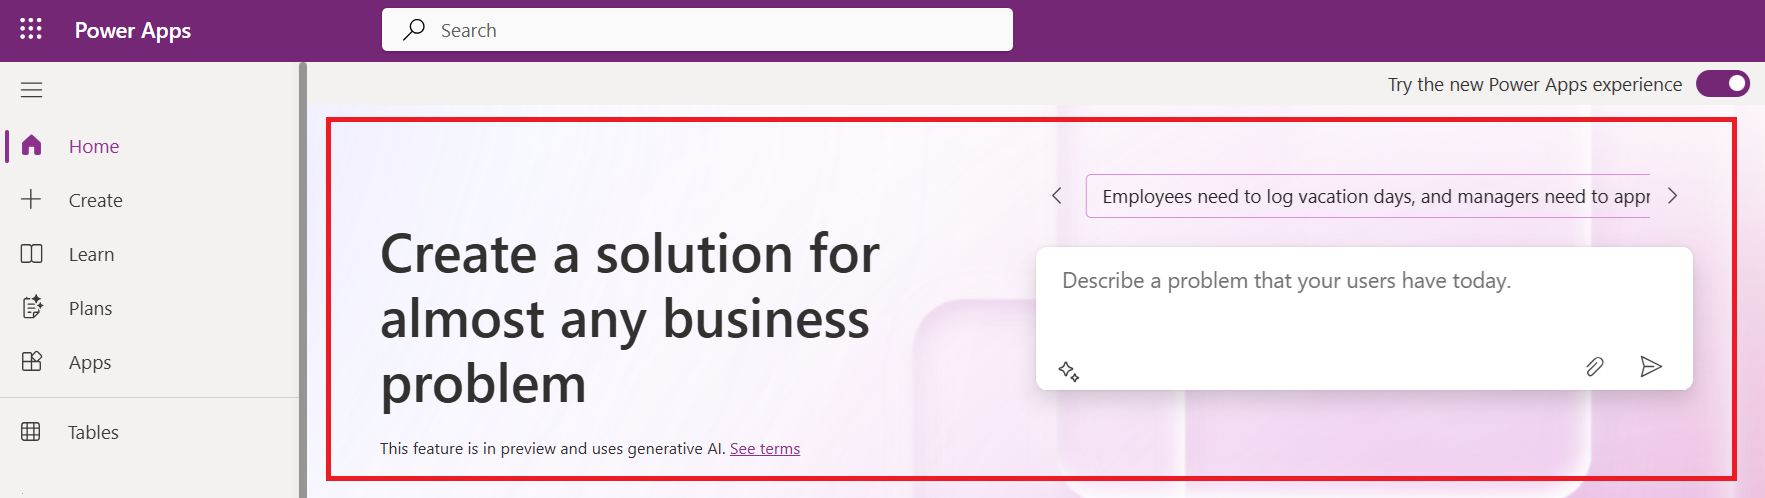 Power Apps
Search
Try the new Power Apps experience
Home
Create
Learn
Plans
Apps
Tables
Create a solution for
almost any business
problem
This feature is in preview and uses generative AI. See terms
Employees need to log vacation days, and managers need to appr
Describe a problem that your users have today.